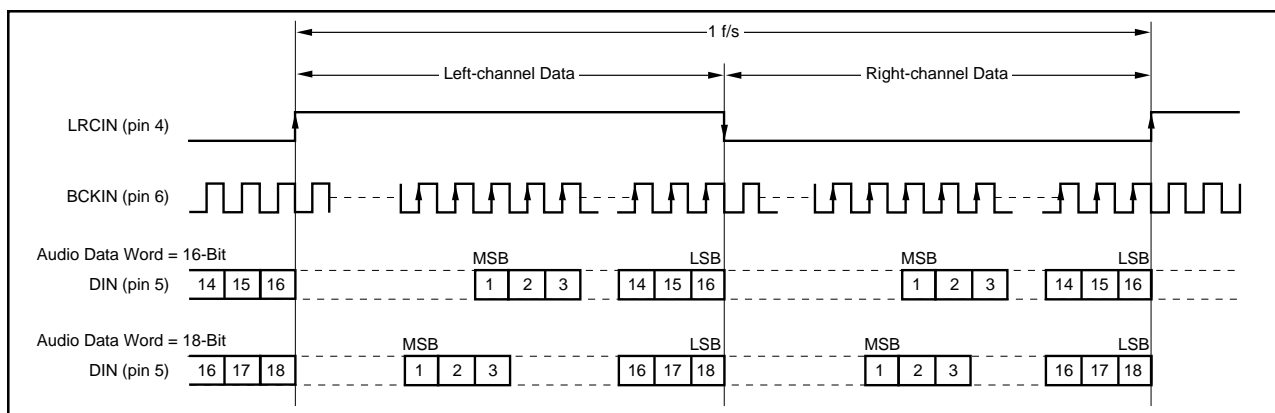 1 f/s
Left-channel Data Right-channel Data
LRCIN (pin 4)
BCKIN (pin 6)
Audio Data Word = 16-Bit MSB LSB MSB LSB
DIN (pin 5) 14 15 16 1 2 3 14 15 16 1 2 3 14 15 16
Audio Data Word = 18-Bit MSB LSB MSB LSB
DIN (pin 5) 16 17 18 1 2 3 16 17 18 1 2 3 16 17 18